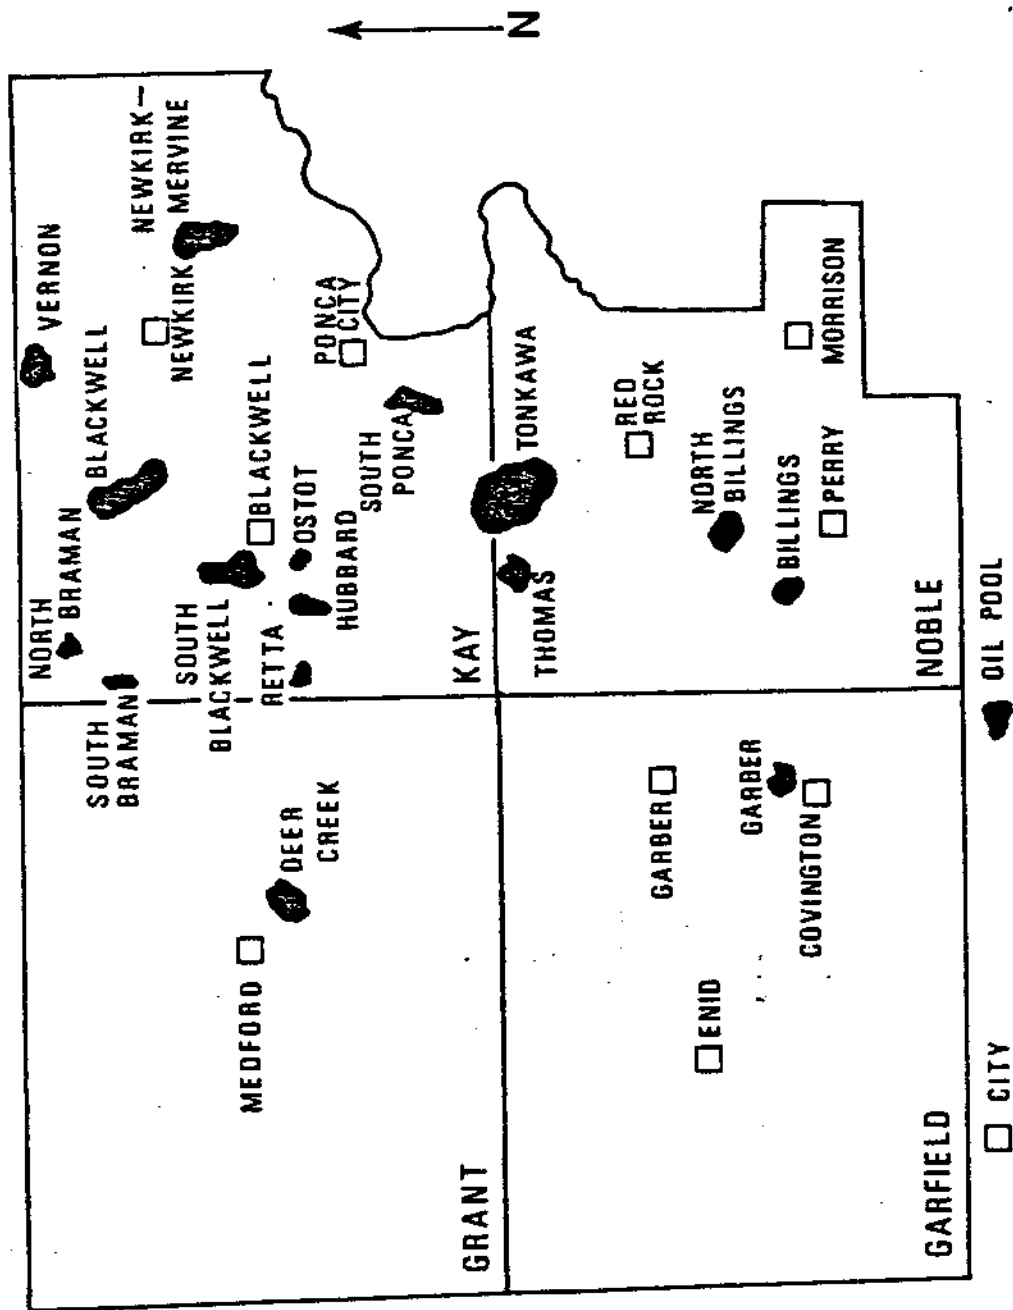 N
VERNON
NEWKIRK—
MERVINE
NORTH
BRAMAN
BLACKWELL
NEWKIRK
SOUTH
BRAMAN
SOUTH
BLACKWELL
BLACKWELL
PONCA
CITY
MEDFORD
DEER
CREEK
RETTA
OSTOT
HUBBARD
SOUTH
PONCA
GRANT
KAY
THOMAS
TONKAWA
GARBER
RED
ROCK
ENID
GARBER
NORTH
BILLINGS
COVINGTON
BILLINGS
PERRY
MORRISON
GARFIELD
NOBLE
CITY
OIL POOL